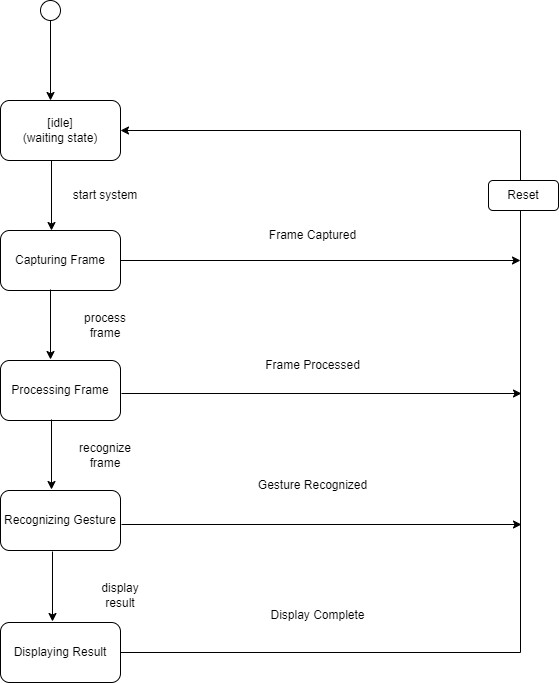 [idle]
(waiting state)
start system
Reset
Frame Captured
Capturing Frame
process
frame
Frame Processed
Processing Frame
recognize
frame
Gesture Recognized
Recognizing Gesture
display
result
Display Complete
Displaying Result